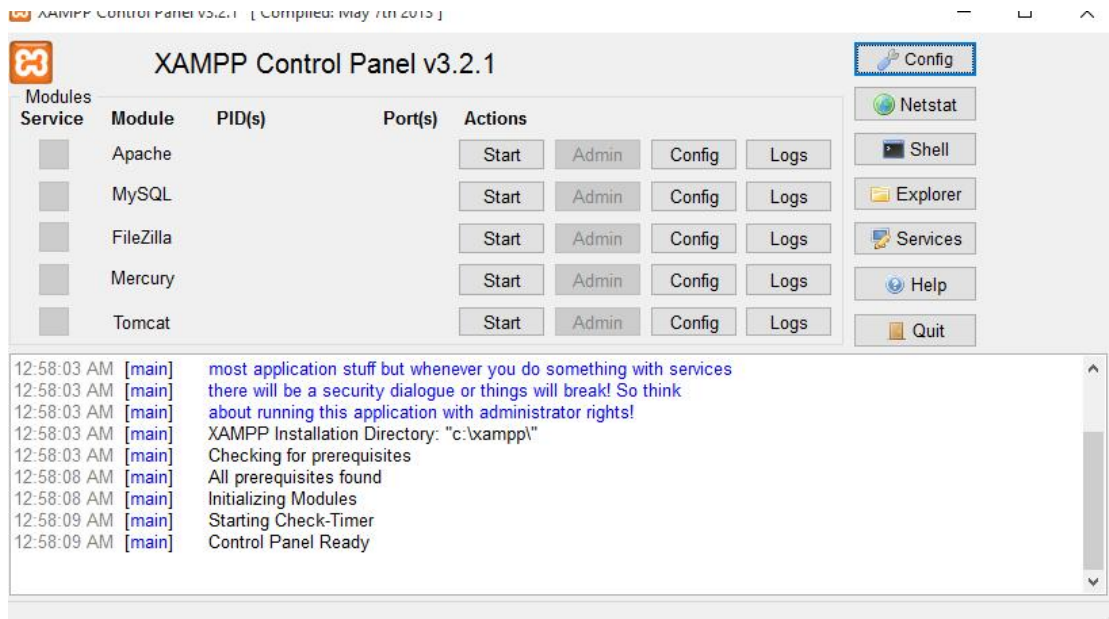 XAMPP Control Panel v3.2.1 [ Compiled: May 7th 2013 ]
XAMPP Control Panel v3.2.1
Config
Modules
Service Module PID(s) Port(s) Actions
Netstat
Apache Start Admin Config Logs
Shell
MySQL Start Admin Config Logs
Explorer
FileZilla Start Admin Config Logs
Services
Mercury Start Admin Config Logs
Help
Tomcat Start Admin Config Logs
Quit
12:58:03 AM [main] most application stuff but whenever you do something with services
12:58:03 AM [main] there will be a security dialogue or things will break! So think
12:58:03 AM [main] about running this application with administrator rights!
12:58:03 AM [main] XAMPP Installation Directory: "c:\xampp\"
12:58:03 AM [main] Checking for prerequisites
12:58:08 AM [main] All prerequisites found
12:58:08 AM [main] Initializing Modules
12:58:09 AM [main] Starting Check-Timer
12:58:09 AM [main] Control Panel Ready